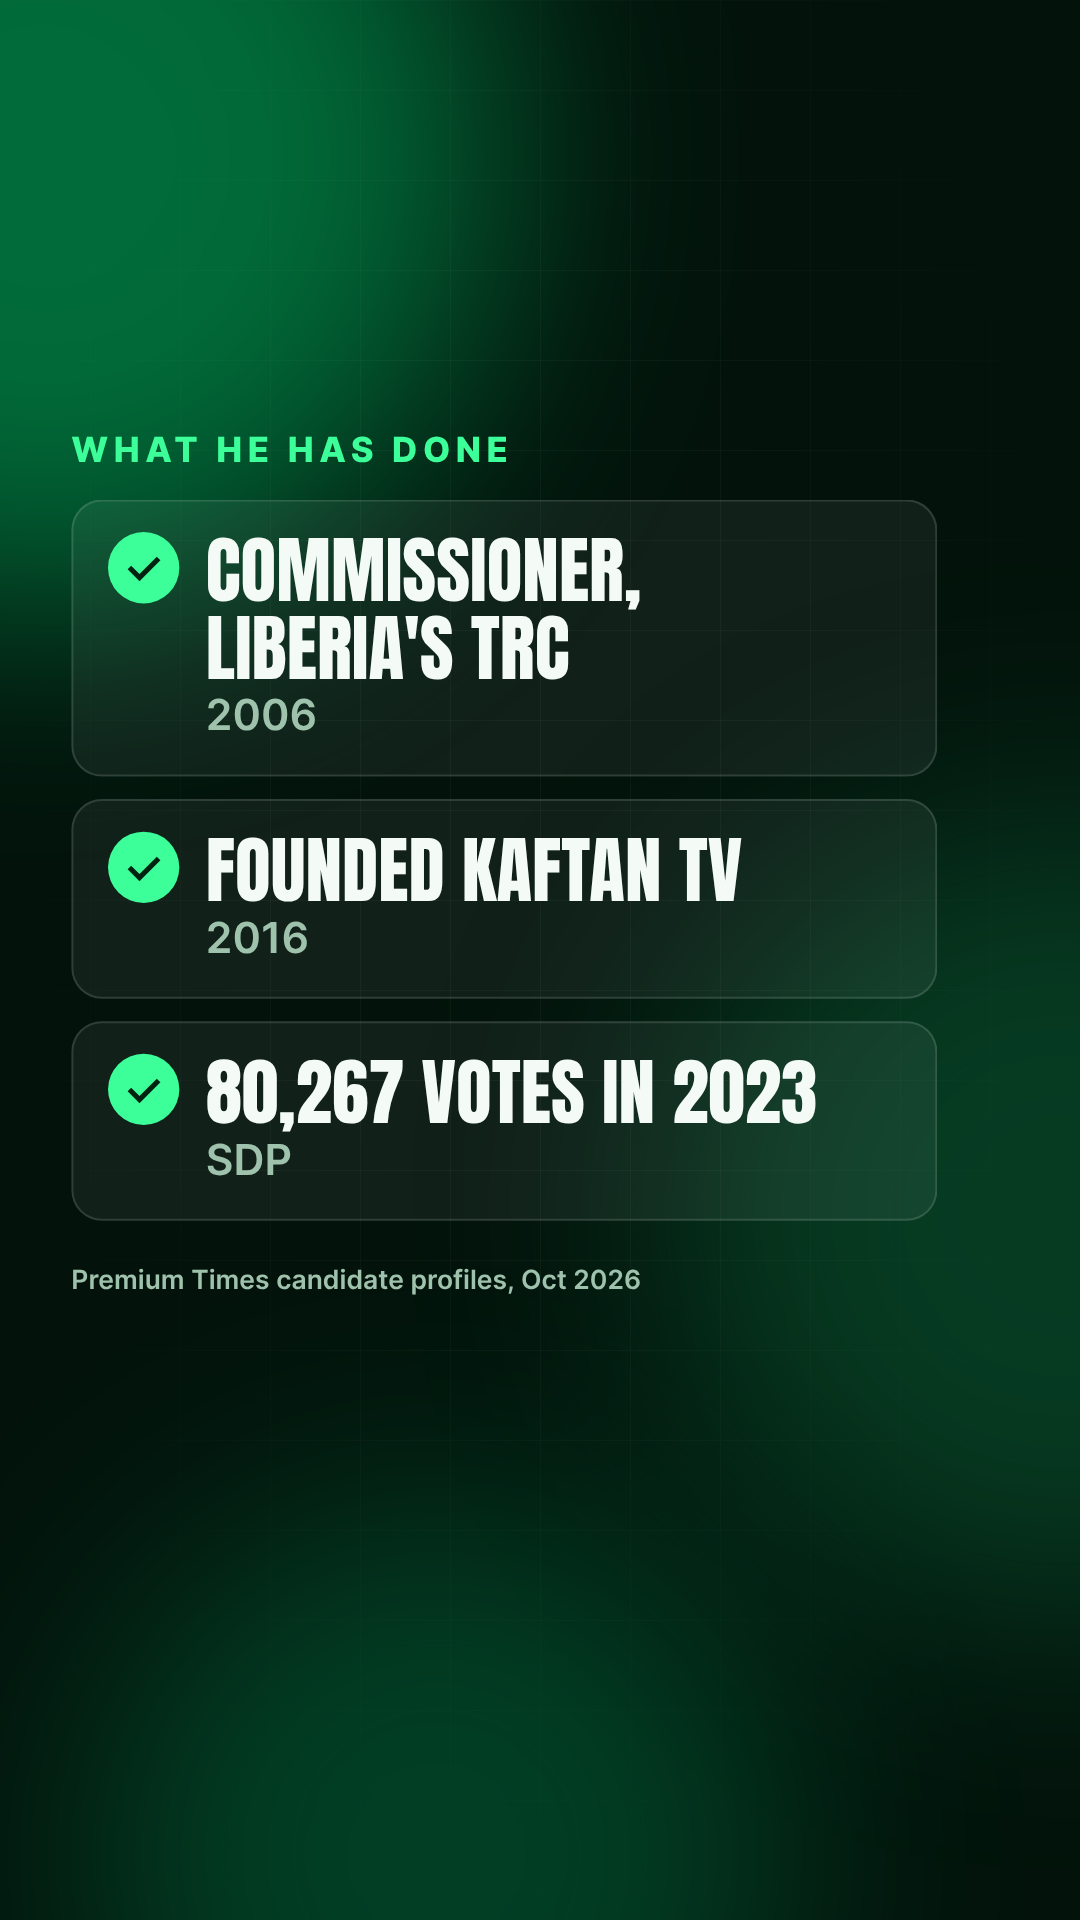 WHAT HE HAS DONE
COMMISSIONER,
LIBERIA'S TRC
2006
FOUNDED KAFTAN TV
2016
80,267 VOTES IN 2023
SDP
Premium Times candidate profiles, Oct 2026